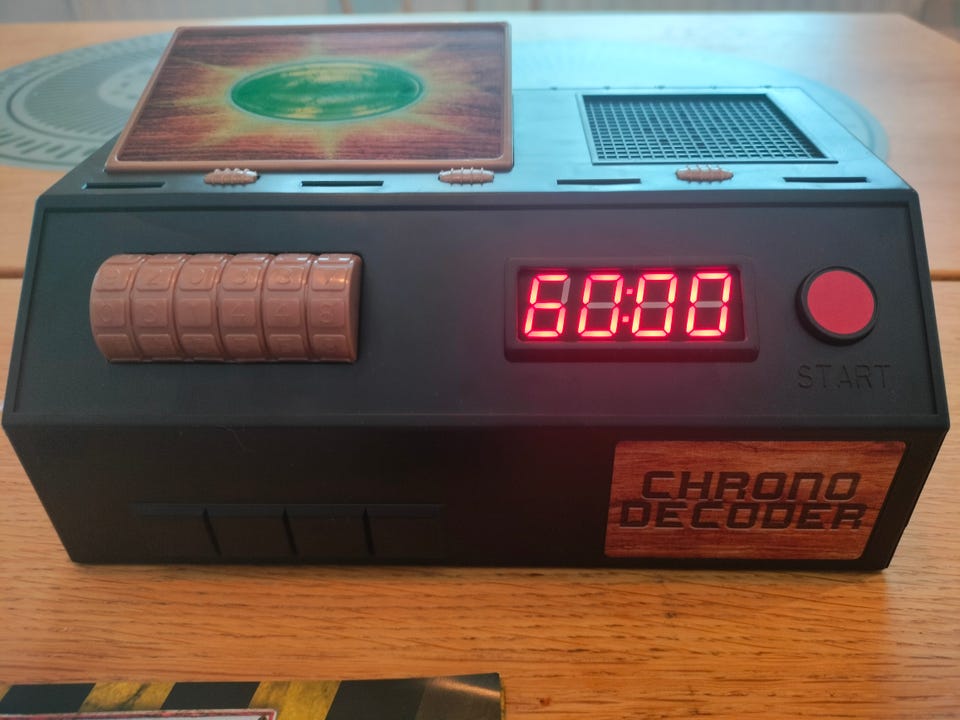 60:00
START
CHRONO
DECODER